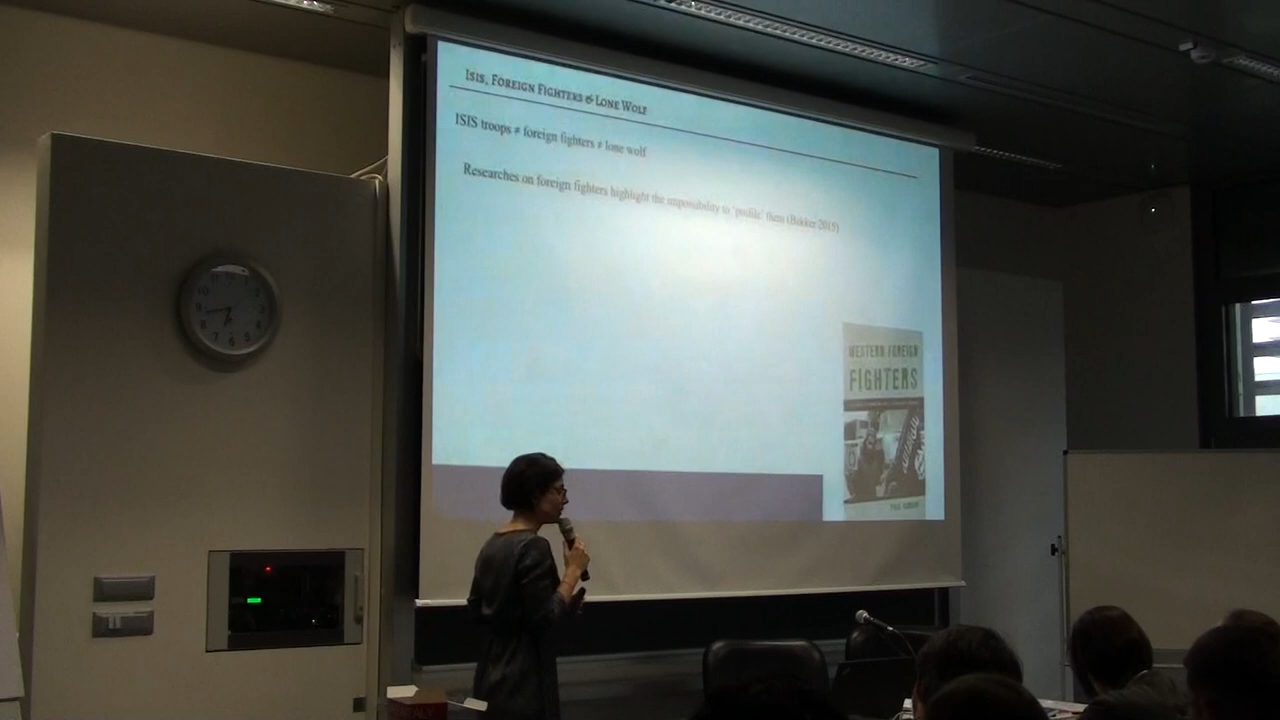 ISIS, FOREIGN FIGHTERS & LONE WOLF
ISIS troops ≠ foreign fighters ≠ lone wolf
Researches on foreign fighters highlight the impossibility to 'profile' them (Bakker 2015)
WESTERN FOREIGN
FIGHTERS